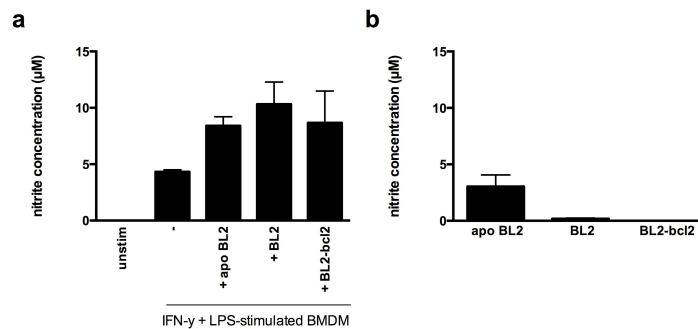 a
nitrite concentration (µM)
15
10
5
0
unstim
-
+ apo BL2
+ BL2
+ BL2-bcl2
IFN-y + LPS-stimulated BMDM
b
nitrite concentration (µM)
15
10
5
0
apo BL2
BL2
BL2-bcl2